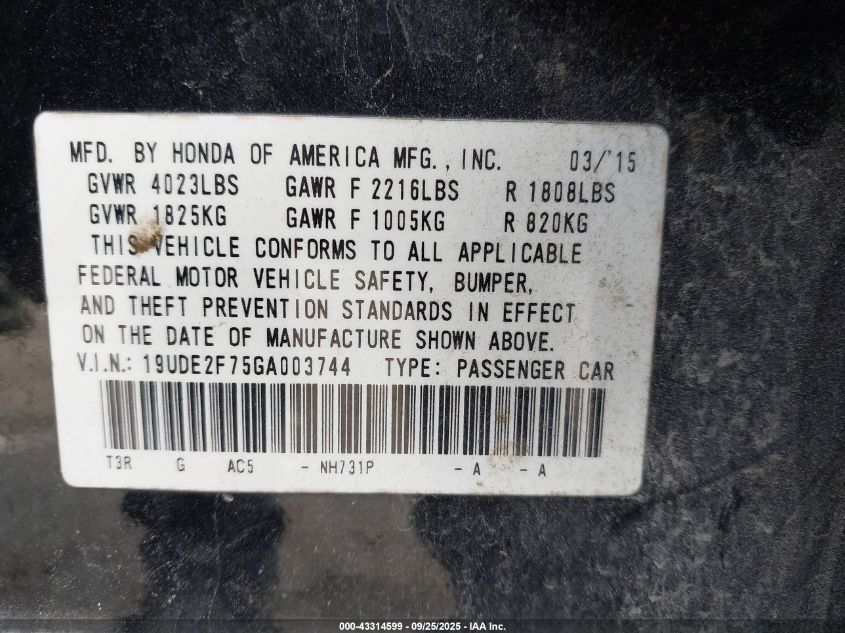 MFD. BY HONDA OF AMERICA MFG., INC. 03/'15
GVWR 4023LBS GAWR F 2216LBS R 1808LBS
GVWR 1825KG GAWR F 1005KG R 820KG
THIS VEHICLE CONFORMS TO ALL APPLICABLE
FEDERAL MOTOR VEHICLE SAFETY, BUMPER,
AND THEFT PREVENTION STANDARDS IN EFFECT
ON THE DATE OF MANUFACTURE SHOWN ABOVE.
V.I.N.: 19UDE2F75GA003744 TYPE: PASSENGER CAR
T3R G AC5 - NH731P - A - A
000-43314599 - 09/25/2025 - IAA Inc.